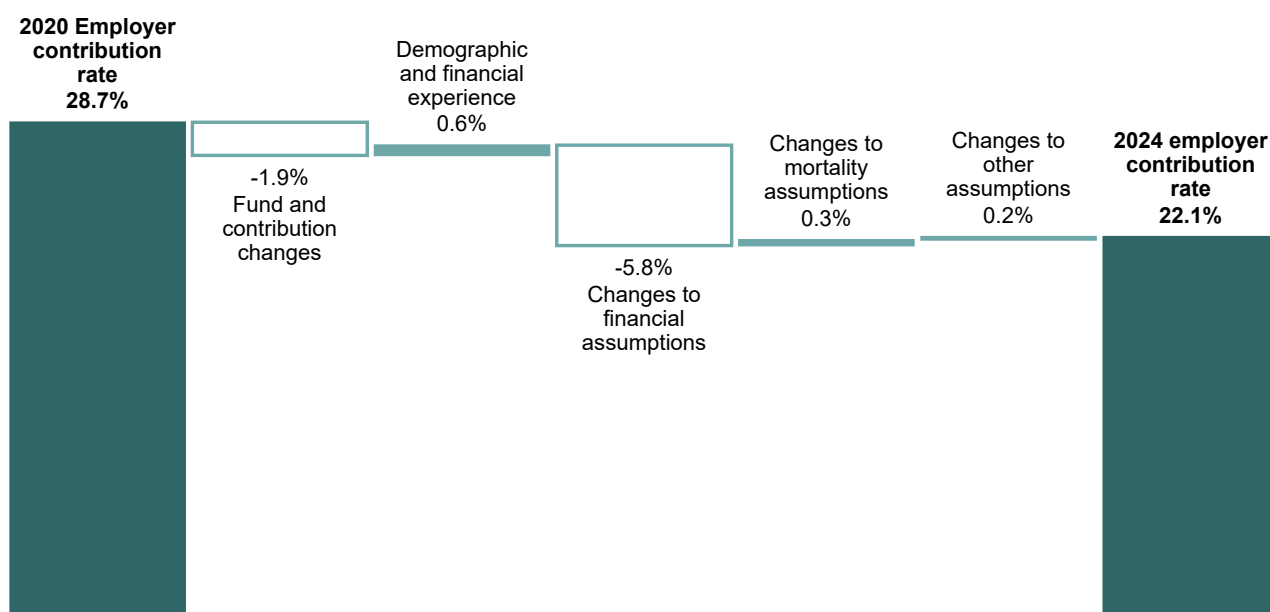 2020 Employer
contribution
rate
28.7%
-1.9%
Fund and
contribution
changes
Demographic
and financial
experience
0.6%
-5.8%
Changes to
financial
assumptions
Changes to
mortality
assumptions
0.3%
Changes to
other
assumptions
0.2%
2024 employer
contribution
rate
22.1%